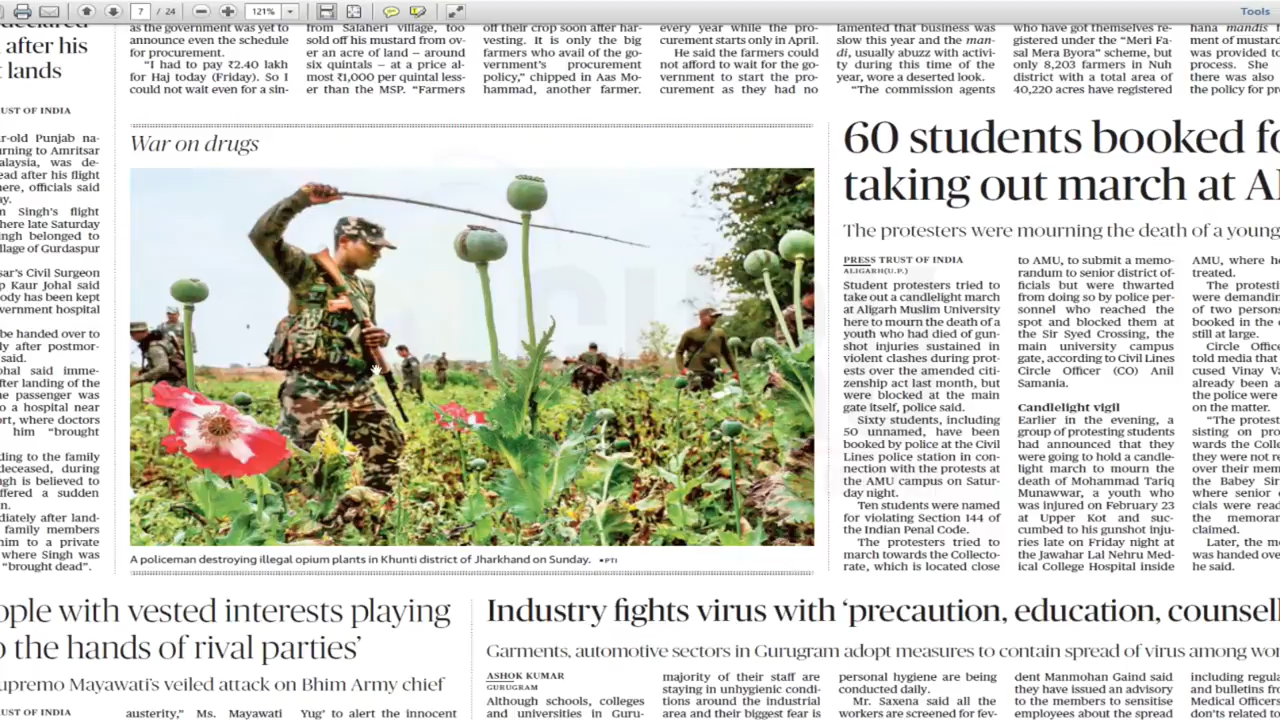 7 / 24
121%
Tools
after his
t lands
UST OF INDIA
ar-old Punjab na-
urning to Amritsar
alaysia, was de-
ead after his flight
here, officials said
ay.
m Singh's flight
here late Saturday
ingh belonged to
llage of Gurdaspur
sar's Civil Surgeon
p Kaur Johal said
ody has been kept
vernment hospital
be handed over to
ly after postmor-
said.
ohal said imme-
fter landing of the
e passenger was
o a hospital near
ort, where doctors
him "brought
ding to the family
deceased, during
gh is believed to
ffered a sudden
n.
diately after land-
family members
him to a private
where Singh was
"brought dead".
as the government was yet to
announce even the schedule
for procurement.
"I had to pay ₹2.40 lakh
for Haj today (Friday). So I
could not wait even for a sin-
from Salaheri village, too
sold off his mustard on ov-
er an acre of land – around
six quintals – at a price al-
most ₹1,000 per quintal less-
er than the MSP. "Farmers
off their crop soon after har-
vesting. It is only the big
farmers who avail of the go-
vernment's procurement
policy," chipped in Aas Mo-
hammad, another farmer.
every year while the pro-
curement starts only in April.
He said the farmers could
not afford to wait for the go-
vernment to start the pro-
curement as they had no
lamented that business was
slow this year and the man-
di, usually abuzz with activi-
ty during this time of the
year, wore a deserted look.
"The commission agents
who have got themselves re-
gistered under the "Meri Fa-
sal Mera Byora" scheme, but
only 8,203 farmers in Nuh
district with a total area of
40,220 acres have registered
hana mandis
ment of mustard
was provided t
process. She
there was also
the policy for pr
War on drugs
A policeman destroying illegal opium plants in Khunti district of Jharkhand on Sunday. •PTI
60 students booked fo
taking out march at Al
The protesters were mourning the death of a young
PRESS TRUST OF INDIA
ALIGARH(U.P.)
Student protesters tried to
take out a candlelight march
at Aligarh Muslim University
here to mourn the death of a
youth who had died of gun-
shot injuries sustained in
violent clashes during prot-
ests over the amended citi-
zenship act last month, but
were blocked at the main
gate itself, police said.
Sixty students, including
50 unnamed, have been
booked by police at the Civil
Lines police station in con-
nection with the protests at
the AMU campus on Satur-
day night.
Ten students were named
for violating Section 144 of
the Indian Penal Code.
The protesters tried to
march towards the Collecto-
rate, which is located close
to AMU, to submit a memo-
randum to senior district of-
ficials but were thwarted
from doing so by police per-
sonnel who reached the
spot and blocked them at
the Sir Syed Crossing, the
main university campus
gate, according to Civil Lines
Circle Officer (CO) Anil
Samania.
Candlelight vigil
Earlier in the evening, a
group of protesting students
had announced that they
were going to hold a candle-
light march to mourn the
death of Mohammad Tariq
Munawwar, a youth who
was injured on February 23
at Upper Kot and suc-
cumbed to his gunshot inju-
ries late on Friday night at
the Jawahar Lal Nehru Med-
ical College Hospital inside
AMU, where he
treated.
The protesti
were demandin
of two persons
booked in the
still at large.
Circle Office
told media that
cused Vinay Va
already been a
the police were
on the matter.
"The protest
sisting on pro
wards the Colle
they were not re
over their mem
the Babey Sir
where senior
cials were read
the memorar
claimed.
Later, the m
was handed ove
he said.
ople with vested interests playing
o the hands of rival parties'
upremo Mayawati's veiled attack on Bhim Army chief
UST OF INDIA
austerity," Ms. Mayawati
Yug' to alert the innocent
Industry fights virus with 'precaution, education, counsell
Garments, automotive sectors in Gurugram adopt measures to contain spread of virus among wor
ASHOK KUMAR
GURUGRAM
Although schools, colleges
and universities in Guru-
majority of their staff are
staying in unhygienic condi-
tions around the industrial
area and their biggest fear is
personal hygiene are being
conducted daily.
Mr. Saxena said all the
workers are screened for fev-
dent Manmohan Gaind said
they have issued an advisory
to the members to sensitise
employees about the spread
including regula
and bulletins fro
Medical Officer
don'ts related to